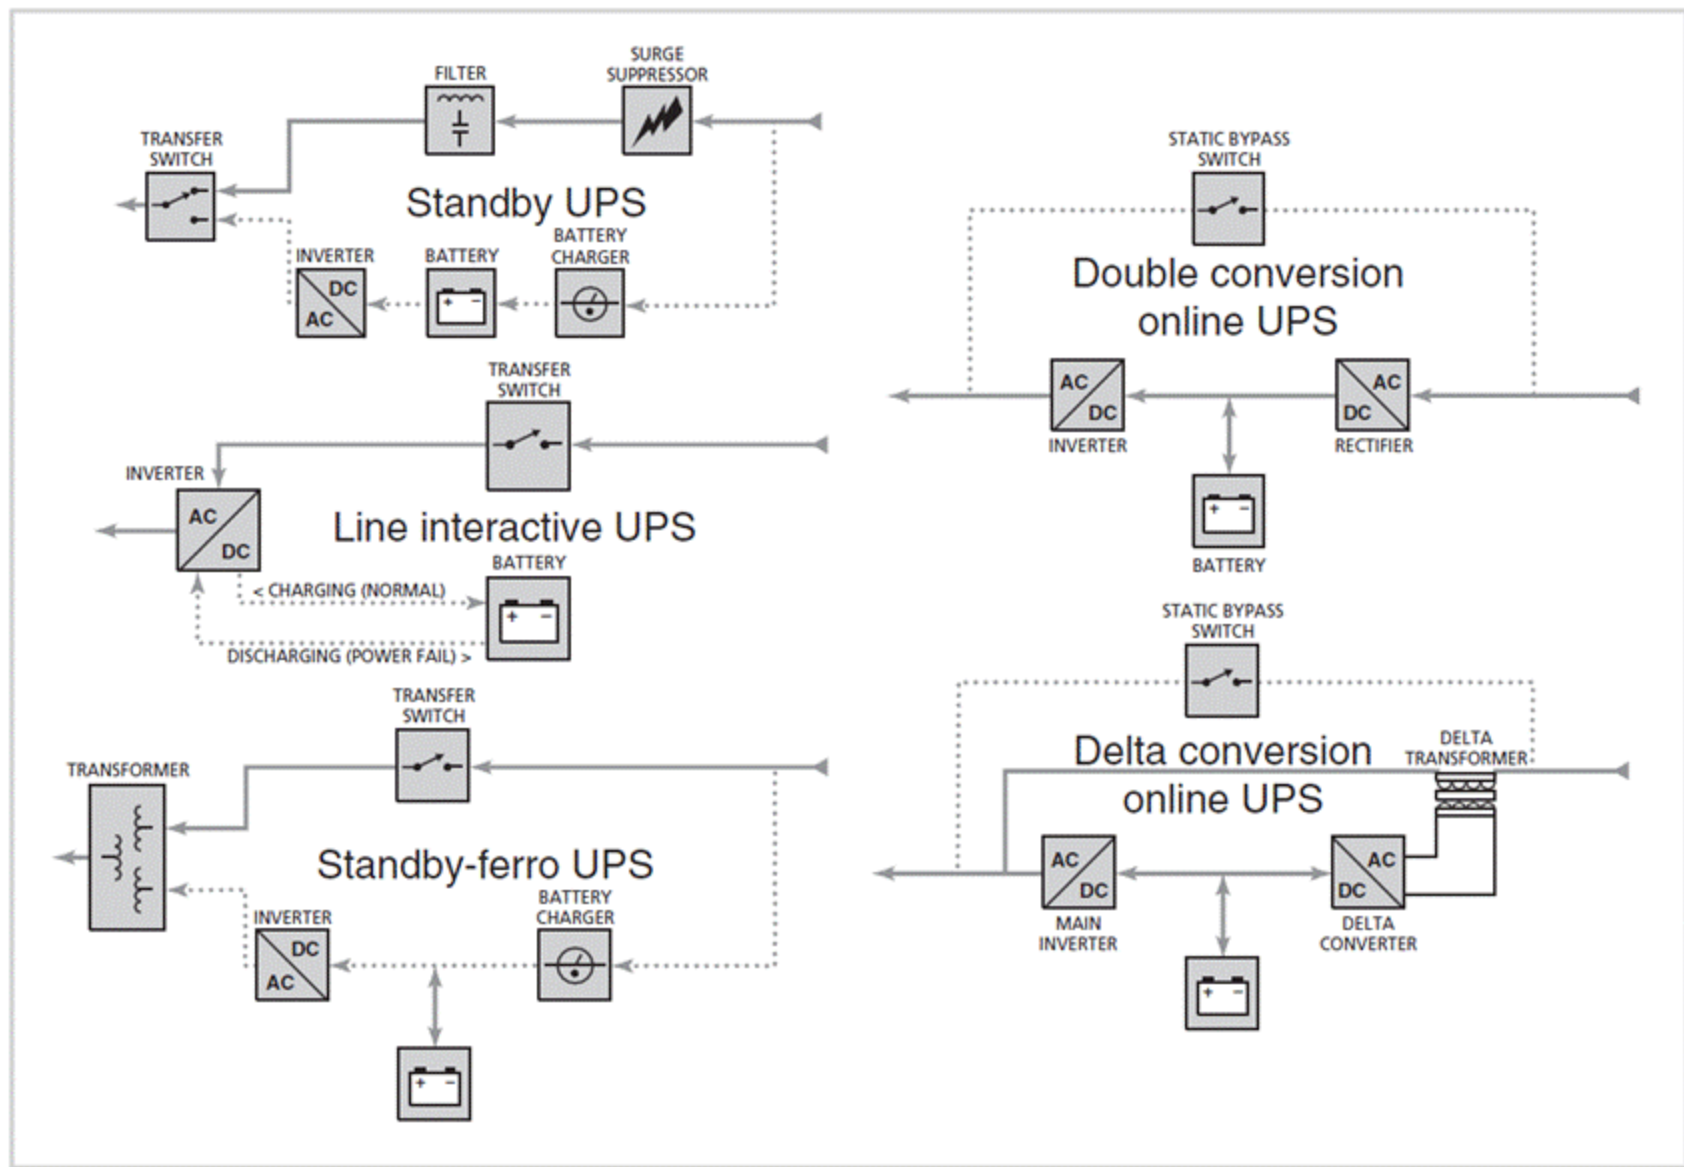 SURGE
SUPPRESSOR
FILTER
TRANSFER
SWITCH
Standby UPS
BATTERY
CHARGER
BATTERY
INVERTER
DC
AC
TRANSFER
SWITCH
INVERTER
AC
DC
Line interactive UPS
BATTERY
< CHARGING (NORMAL)
+ −
DISCHARGING (POWER FAIL) >
TRANSFER
SWITCH
TRANSFORMER
Standby-ferro UPS
BATTERY
CHARGER
INVERTER
DC
AC
+ −
STATIC BYPASS
SWITCH
Double conversion
online UPS
AC
DC
INVERTER
AC
DC
RECTIFIER
+ −
BATTERY
STATIC BYPASS
SWITCH
DELTA
TRANSFORMER
Delta conversion
online UPS
AC
DC
MAIN
INVERTER
AC
DC
DELTA
CONVERTER
+ −